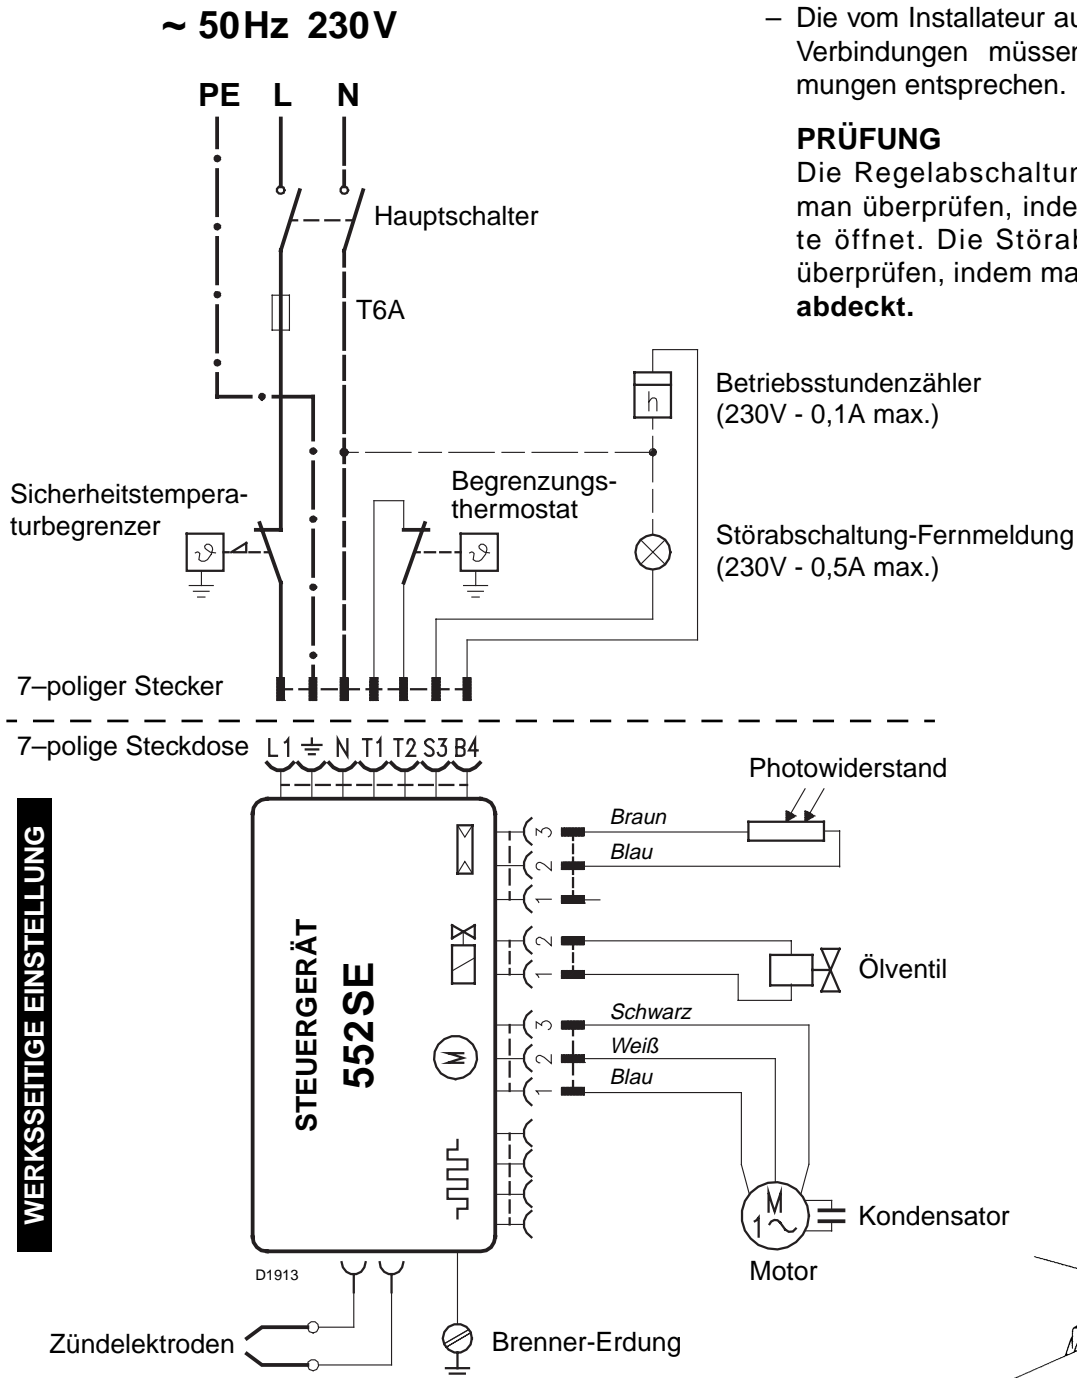 ~ 50Hz 230V
PE L N
Hauptschalter
T6A
– Die vom Installateur au
Verbindungen müsser
mungen entsprechen.
PRÜFUNG
Die Regelabschaltun
man überprüfen, inde
te öffnet. Die Störab
überprüfen, indem ma
abdeckt.
h
Betriebsstundenzähler
(230V - 0,1A max.)
Sicherheitstempera-
turbegrenzer
ϑ
Begrenzungs-
thermostat
ϑ
Störabschaltung-Fernmeldung
(230V - 0,5A max.)
7–poliger Stecker
7–polige Steckdose
L1 N T1 T2 S3 B4
WERKSSEITIGE EINSTELLUNG
STEUERGERÄT
552SE
M
3
2
1
Braun
Blau
Photowiderstand
2
1
Ölventil
3
2
1
Schwarz
Weiß
Blau
M
1~
Kondensator
Motor
D1913
Zündelektroden
Brenner-Erdung